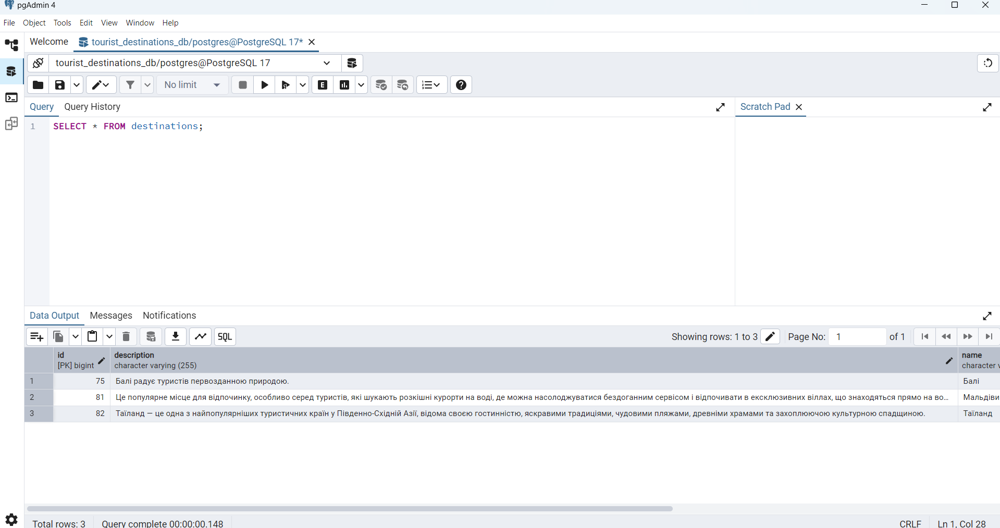 pgAdmin 4
File Object Tools Edit View Window Help
Welcome tourist_destinations_db/postgres@PostgreSQL 17*
tourist_destinations_db/postgres@PostgreSQL 17
No limit E
Query Query History Scratch Pad
1 SELECT * FROM destinations;
Data Output Messages Notifications
SQL Showing rows: 1 to 3 Page No: 1 of 1
id description name
[PK] bigint character varying (255) character v
1 75 Балі радує туристів первозданною природою. Балі
2 81 Це популярне місце для відпочинку, особливо серед туристів, які шукають розкішні курорти на воді, де можна насолоджуватися бездоганним сервісом і відпочивати в ексклюзивних віллах, що знаходяться прямо на во... Мальдіви
3 82 Таїланд — це одна з найпопулярніших туристичних країн у Південно-Східній Азії, відома своєю гостинністю, яскравими традиціями, чудовими пляжами, древніми храмами та захоплюючою культурною спадщиною. Таїланд
Total rows: 3 Query complete 00:00:00.148 CRLF Ln 1, Col 28